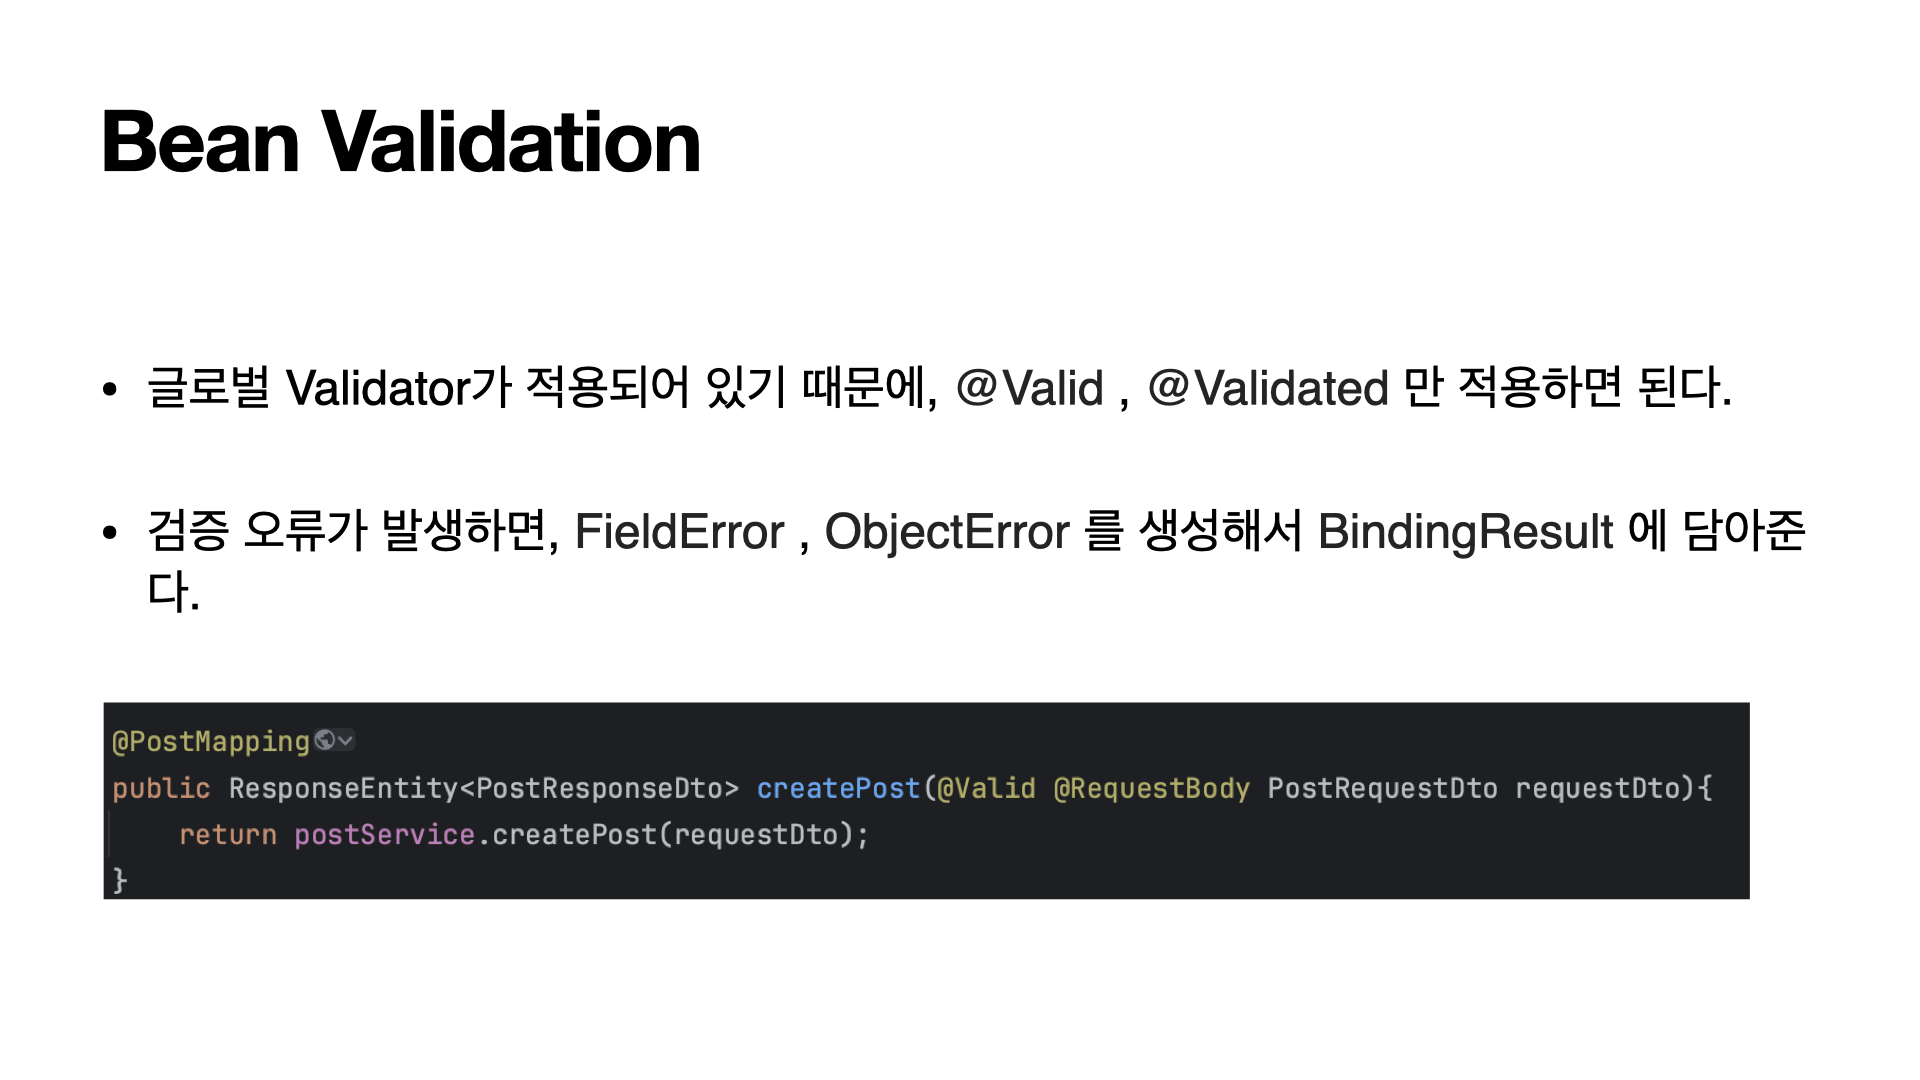 Bean Validation
• 글로벌 Validator가 적용되어 있기 때문에, @Valid , @Validated 만 적용하면 된다.
• 검증 오류가 발생하면, FieldError , ObjectError 를 생성해서 BindingResult 에 담아준
다.
@PostMapping
public ResponseEntity<PostResponseDto> createPost(@Valid @RequestBody PostRequestDto requestDto){
    return postService.createPost(requestDto);
}